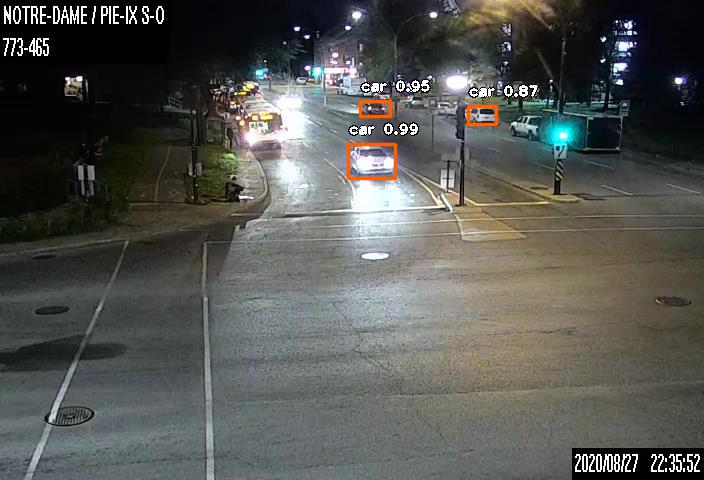 NOTRE-DAME / PIE-IX S-O
773-465
car 0.95
car 0.87
car 0.99
2020/08/27 22:35:52